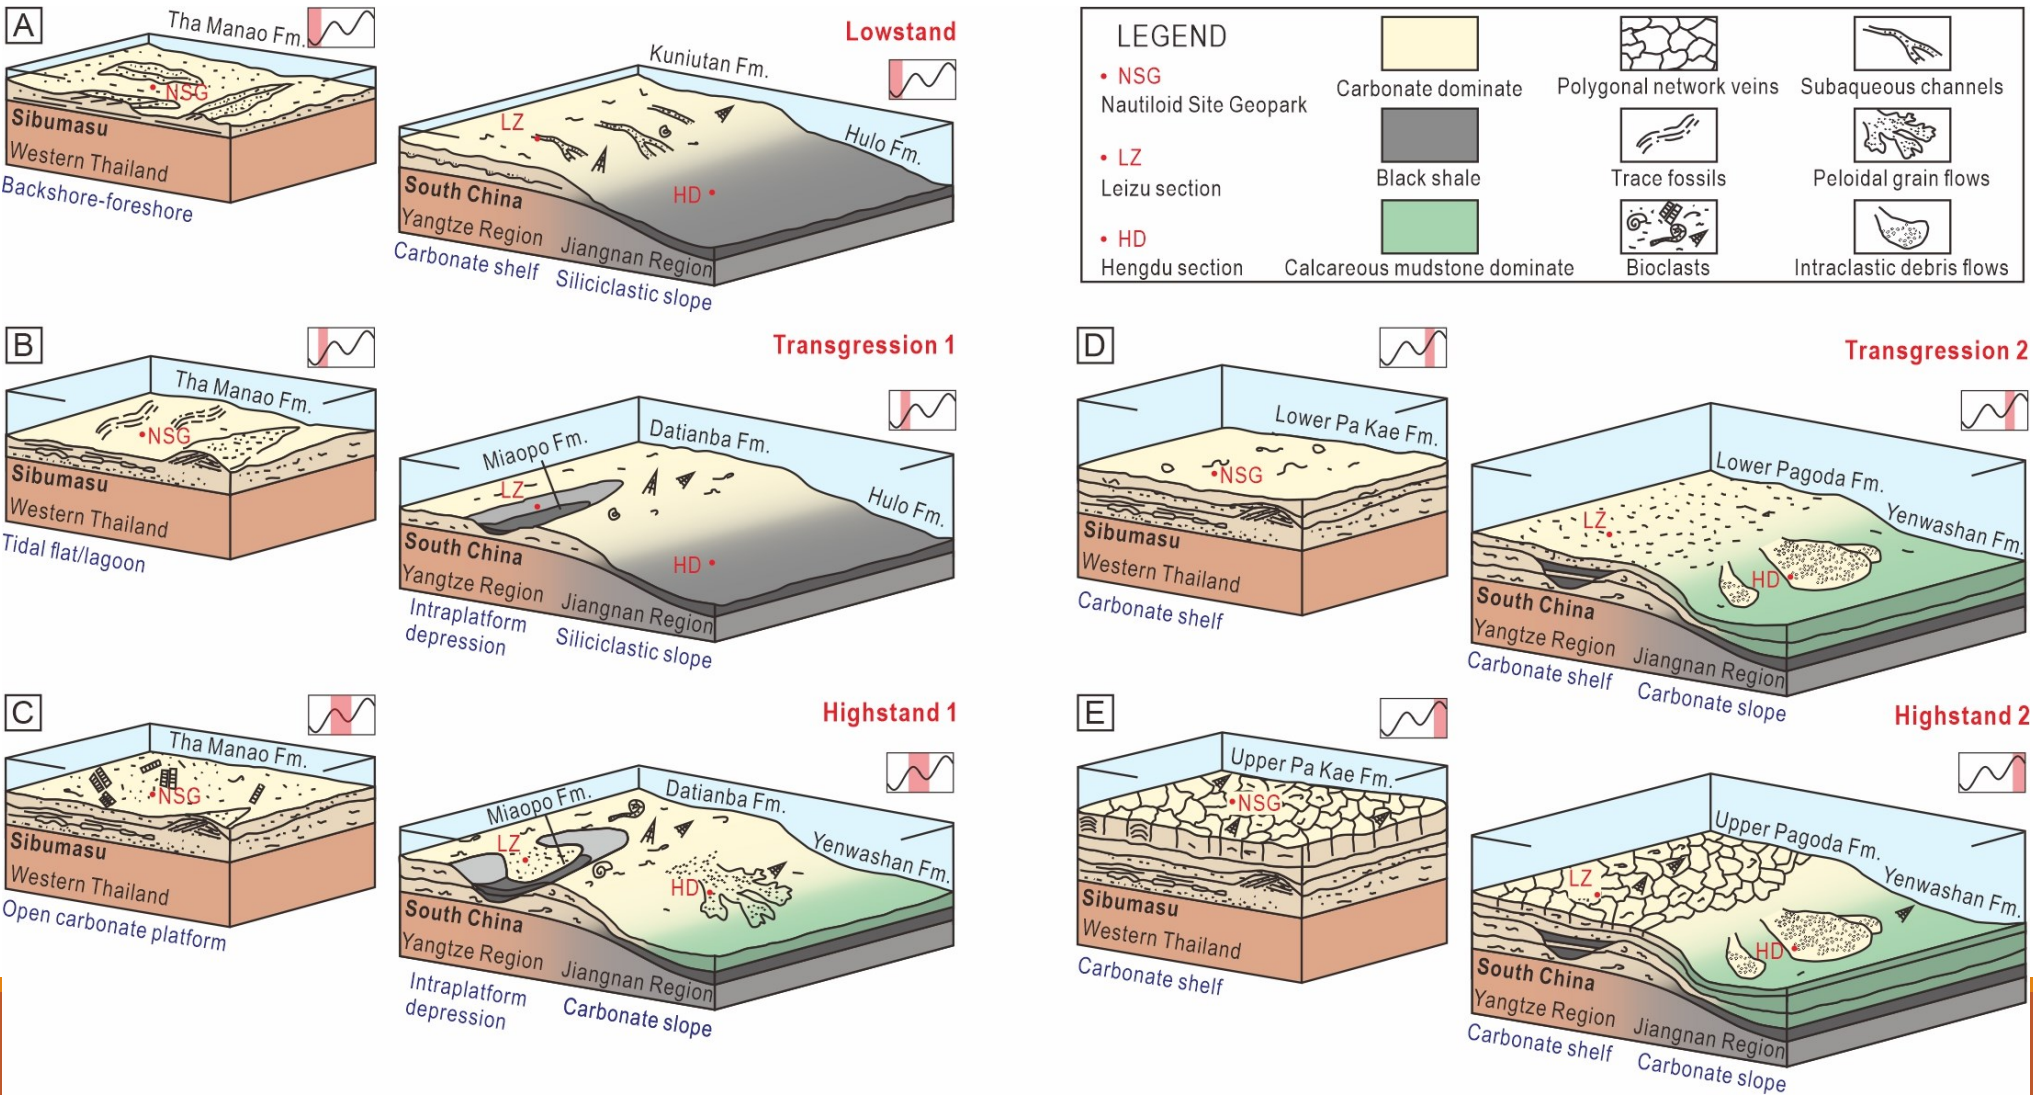 A
Tha Manao Fm.
NSG
Sibumasu
Western Thailand
Backshore-foreshore
Lowstand
Kuniutan Fm.
Hulo Fm.
LZ
HD
South China
Yangtze Region
Jiangnan Region
Carbonate shelf
Siliciclastic slope
LEGEND
• NSG
Nautiloid Site Geopark
• LZ
Leizu section
• HD
Hengdu section
Carbonate dominate
Black shale
Calcareous mudstone dominate
Polygonal network veins
Trace fossils
Bioclasts
Subaqueous channels
Peloidal grain flows
Intraclastic debris flows
B
Tha Manao Fm.
NSG
Sibumasu
Western Thailand
Tidal flat/lagoon
Transgression 1
Miaopo Fm.
Datianba Fm.
Hulo Fm.
LZ
HD
South China
Yangtze Region
Jiangnan Region
Intraplatform
depression
Siliciclastic slope
C
Tha Manao Fm.
NSG
Sibumasu
Western Thailand
Open carbonate platform
Highstand 1
Miaopo Fm.
Datianba Fm.
Yenwashan Fm.
LZ
HD
South China
Yangtze Region
Jiangnan Region
Intraplatform
depression
Carbonate slope
D
Lower Pa Kae Fm.
NSG
Sibumasu
Western Thailand
Carbonate shelf
Transgression 2
Lower Pagoda Fm.
Yenwashan Fm.
LZ
HD
South China
Yangtze Region
Jiangnan Region
Carbonate shelf
Carbonate slope
E
Upper Pa Kae Fm.
NSG
Sibumasu
Western Thailand
Carbonate shelf
Highstand 2
Upper Pagoda Fm.
Yenwashan Fm.
LZ
HD
South China
Yangtze Region
Jiangnan Region
Carbonate shelf
Carbonate slope